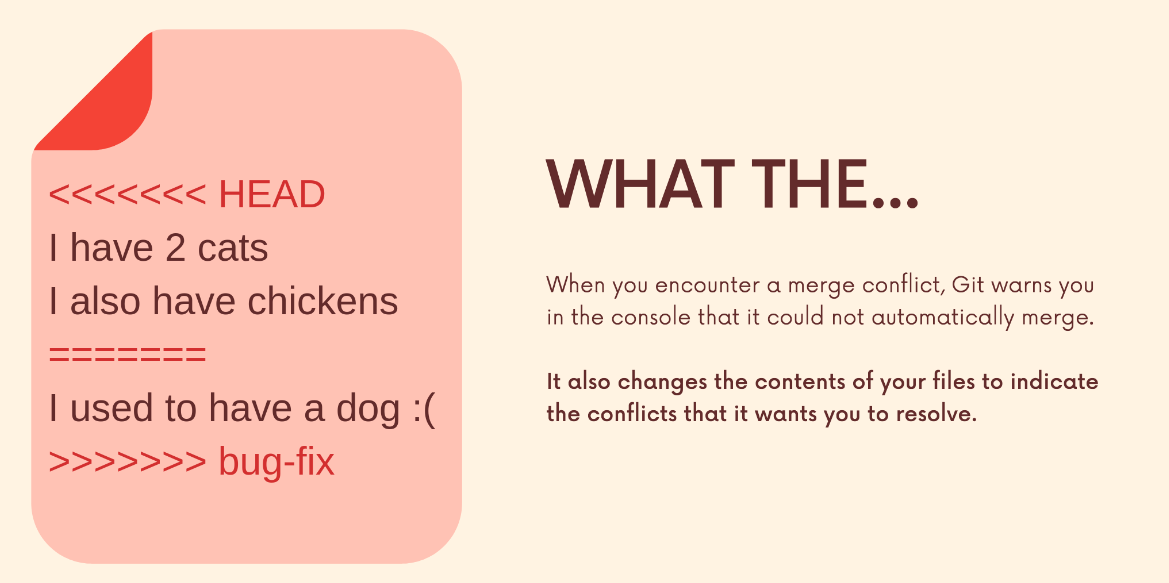 <<<<<<< HEAD
I have 2 cats
I also have chickens
=======
I used to have a dog :(
>>>>>>> bug-fix
WHAT THE...
When you encounter a merge conflict, Git warns you
in the console that it could not automatically merge.
It also changes the contents of your files to indicate
the conflicts that it wants you to resolve.